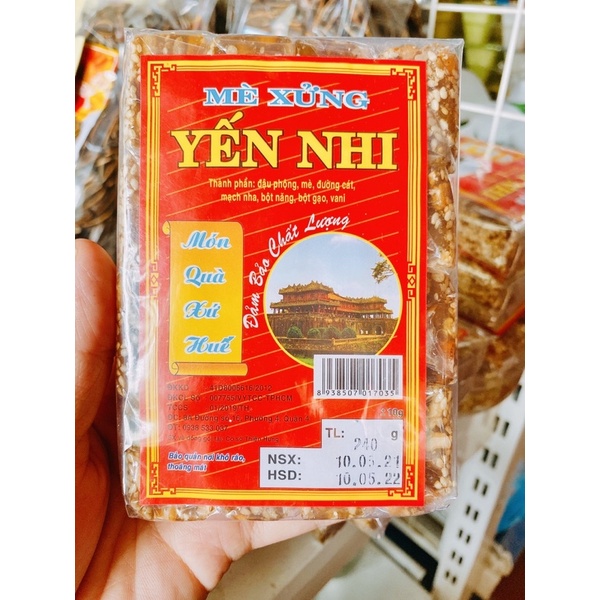 MÈ XỬNG
YẾN NHI
Thành phần: đậu phộng, mè, đường cát,
mạch nha, bột năng, bột gạo, vani
Món
Quà
Xứ
Huế
Đảm Bảo Chất Lượng
8 938507 017035
TL: 240 g
NSX: 10.05.21
HSD: 10.05.22
Bảo quản nơi khô ráo,
thoáng mát